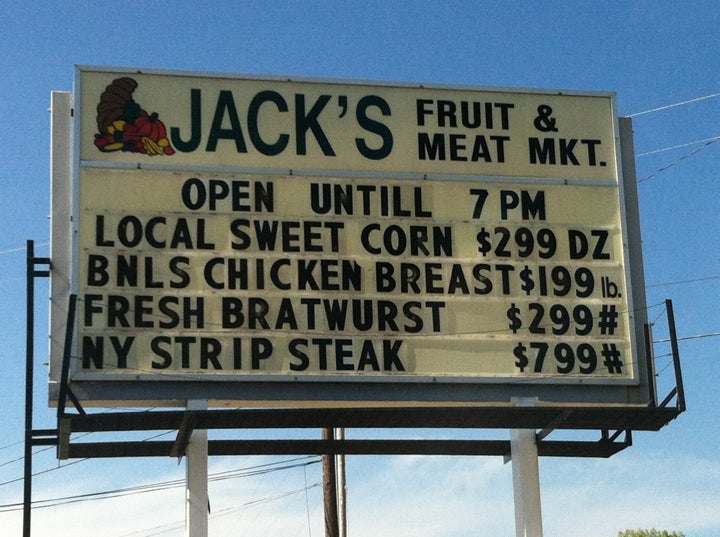 JACK'S FRUIT &
MEAT MKT.
OPEN UNTILL 7 PM
LOCAL SWEET CORN $299 DZ
BNLS CHICKEN BREAST $199 lb.
FRESH BRATWURST $299#
NY STRIP STEAK $799#